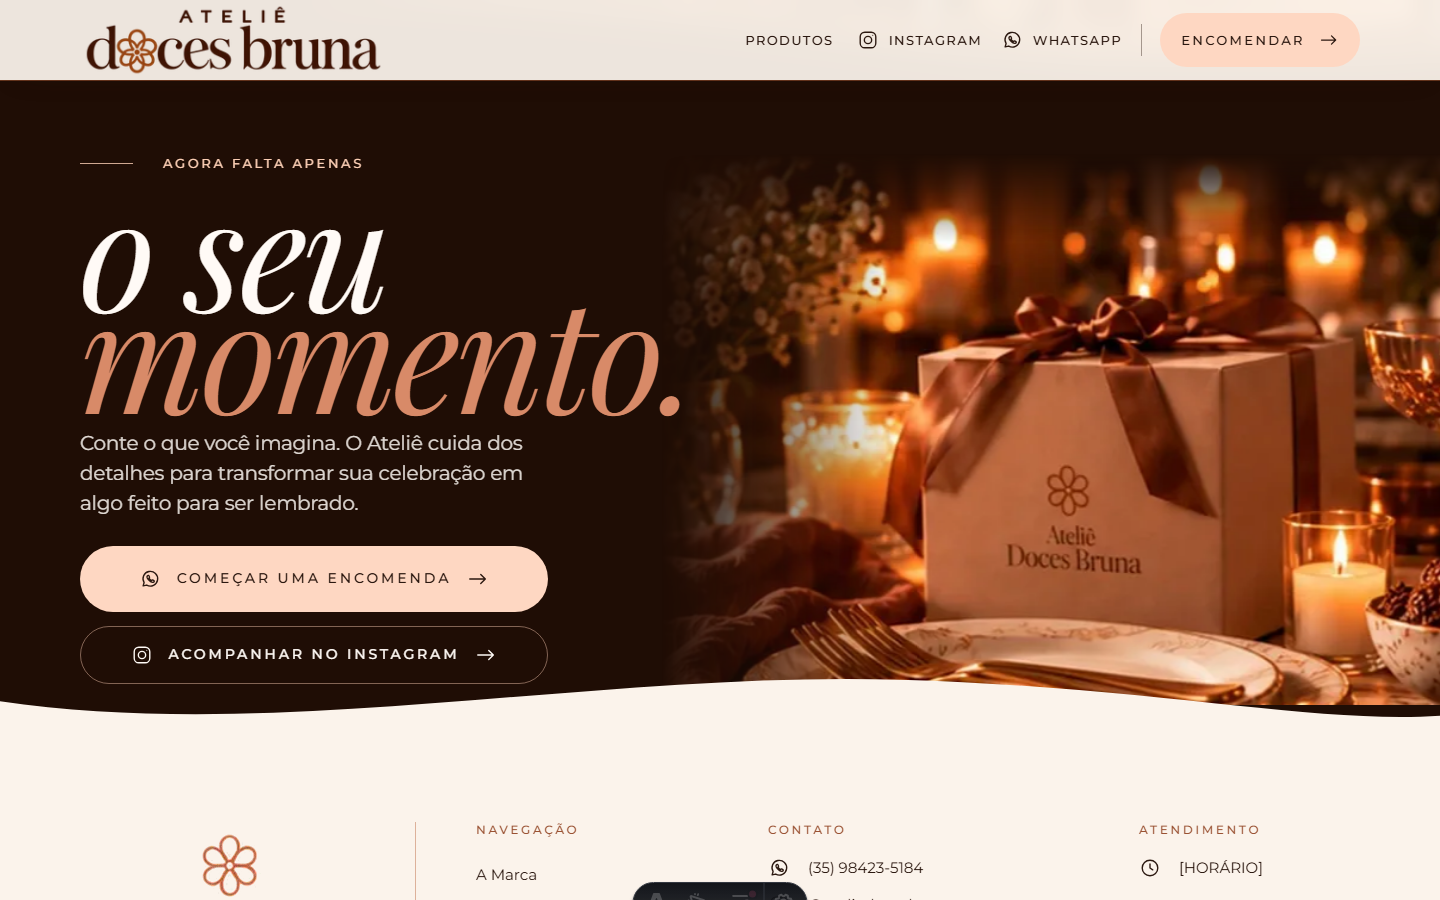 ATELIÊ
doces bruna
PRODUTOS
INSTAGRAM
WHATSAPP
ENCOMENDAR
AGORA FALTA APENAS
o seu
momento.
Conte o que você imagina. O Ateliê cuida dos
detalhes para transformar sua celebração em
algo feito para ser lembrado.
COMEÇAR UMA ENCOMENDA
ACOMPANHAR NO INSTAGRAM
Ateliê
Doces Bruna
NAVEGAÇÃO
A Marca
CONTATO
(35) 98423-5184
ATENDIMENTO
[HORÁRIO]